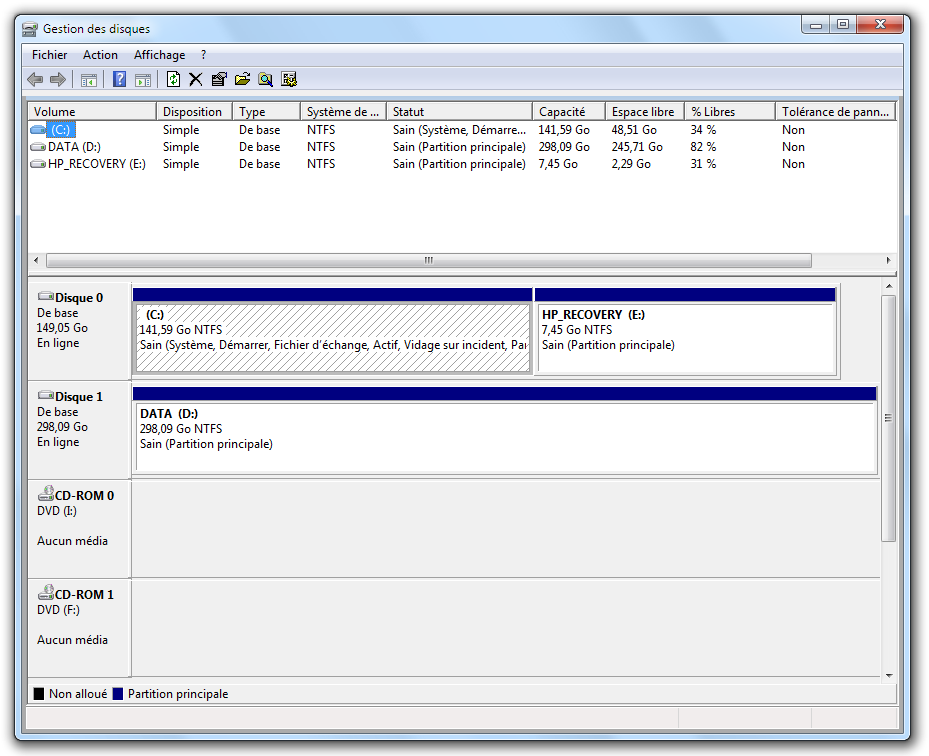 Gestion des disques
Fichier Action Affichage ?
Volume Disposition Type Système de ... Statut Capacité Espace libre % Libres Tolérance de pann...
(C:) Simple De base NTFS Sain (Système, Démarre... 141,59 Go 48,51 Go 34 % Non
DATA (D:) Simple De base NTFS Sain (Partition principale) 298,09 Go 245,71 Go 82 % Non
HP_RECOVERY (E:) Simple De base NTFS Sain (Partition principale) 7,45 Go 2,29 Go 31 % Non
Disque 0
De base
149,05 Go
En ligne
(C:)
141,59 Go NTFS
Sain (Système, Démarrer, Fichier d'échange, Actif, Vidage sur incident, Pa
HP_RECOVERY (E:)
7,45 Go NTFS
Sain (Partition principale)
Disque 1
De base
298,09 Go
En ligne
DATA (D:)
298,09 Go NTFS
Sain (Partition principale)
CD-ROM 0
DVD (I:)
Aucun média
CD-ROM 1
DVD (F:)
Aucun média
Non alloué Partition principale